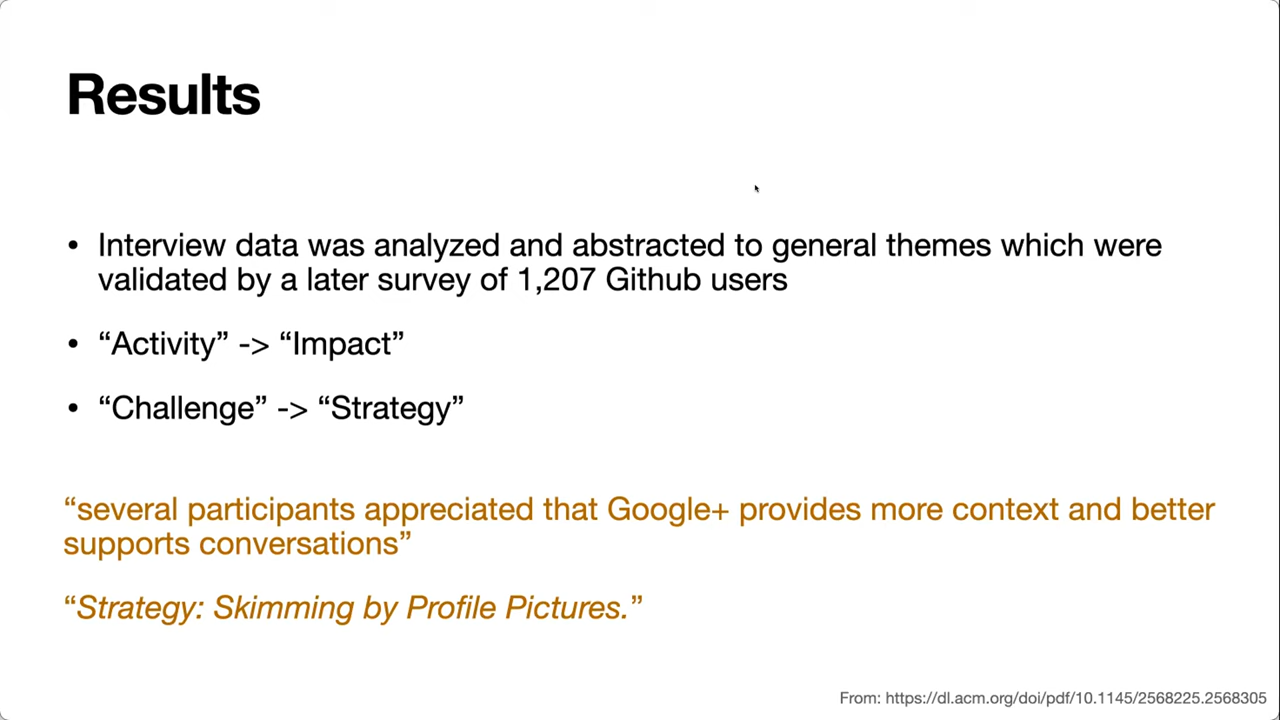 Results
• Interview data was analyzed and abstracted to general themes which were
validated by a later survey of 1,207 Github users
• “Activity” -> “Impact”
• “Challenge” -> “Strategy”
“several participants appreciated that Google+ provides more context and better
supports conversations”
“Strategy: Skimming by Profile Pictures.”
From: https://dl.acm.org/doi/pdf/10.1145/2568225.2568305